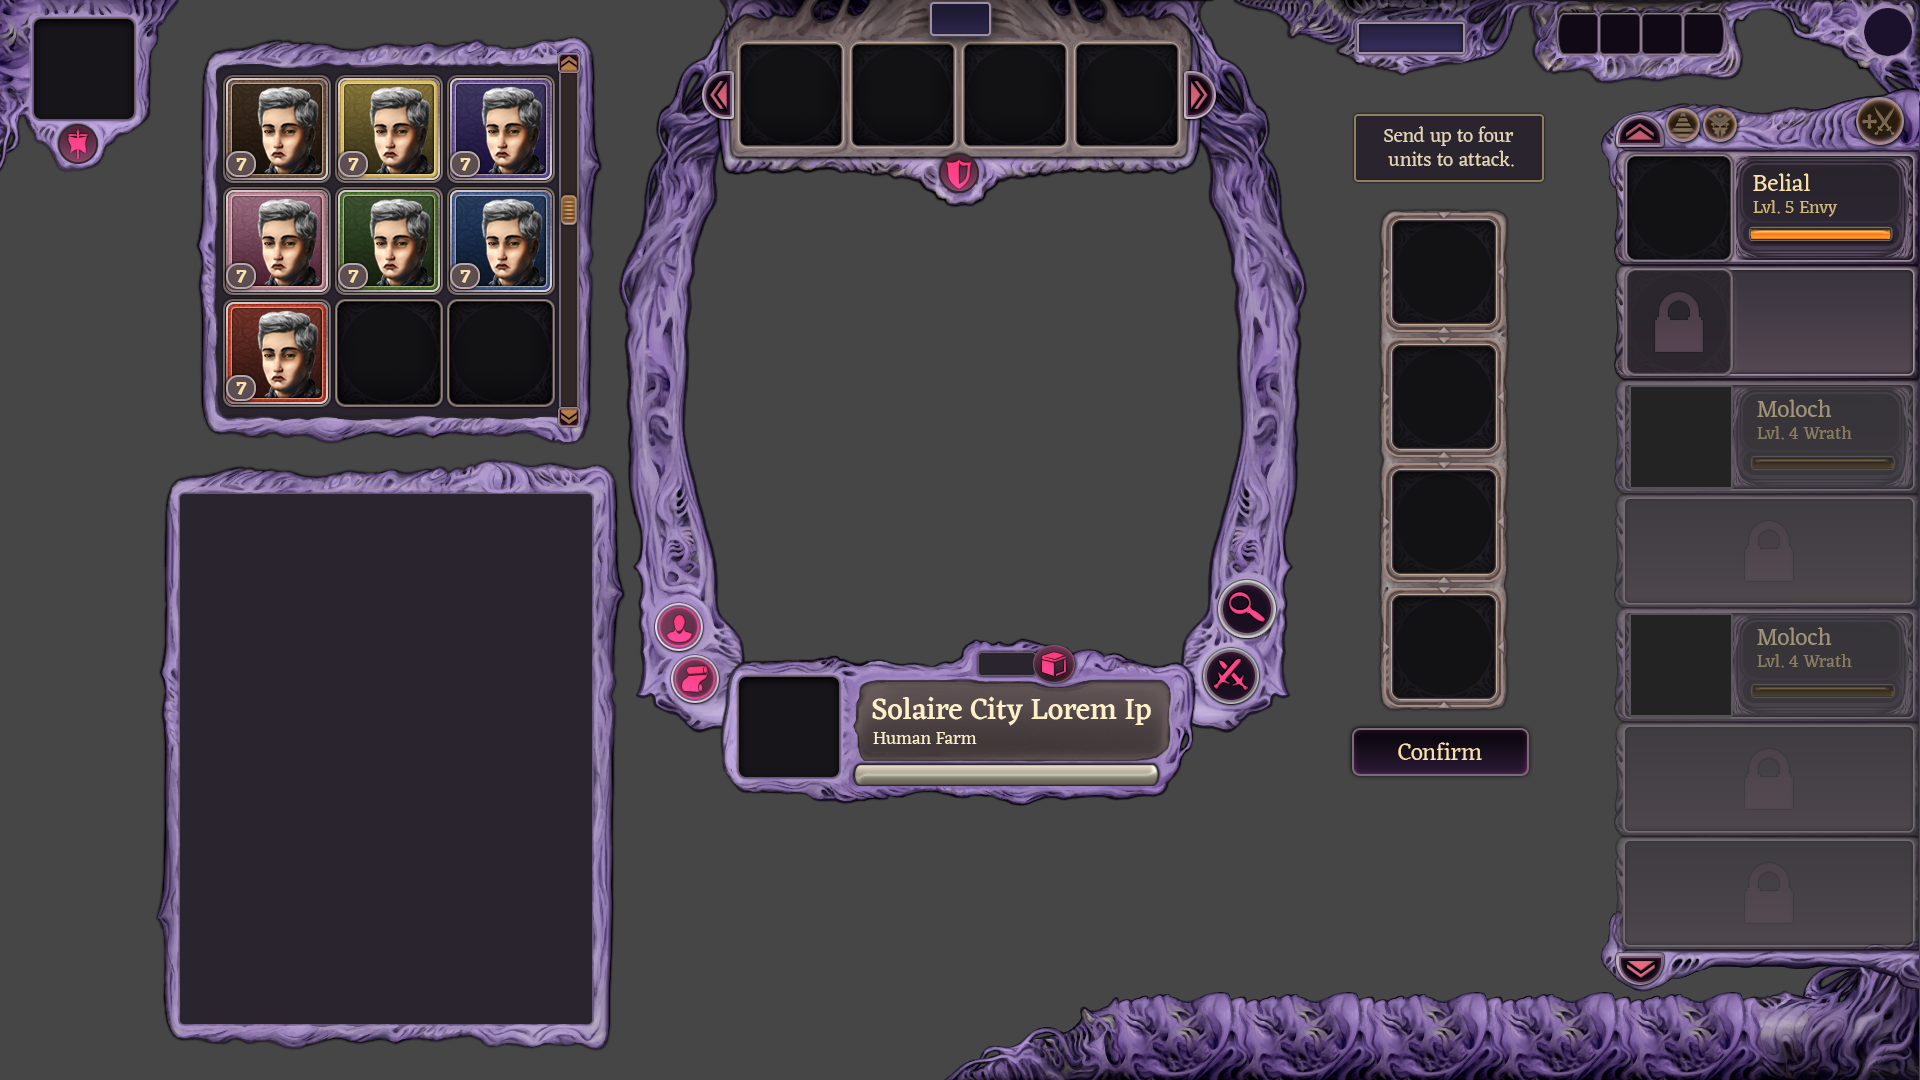 7
7
7
7
7
7
7
Send up to four
units to attack.
Confirm
Solaire City Lorem Ip
Human Farm
Belial
Lvl. 5 Envy
Moloch
Lvl. 4 Wrath
Moloch
Lvl. 4 Wrath